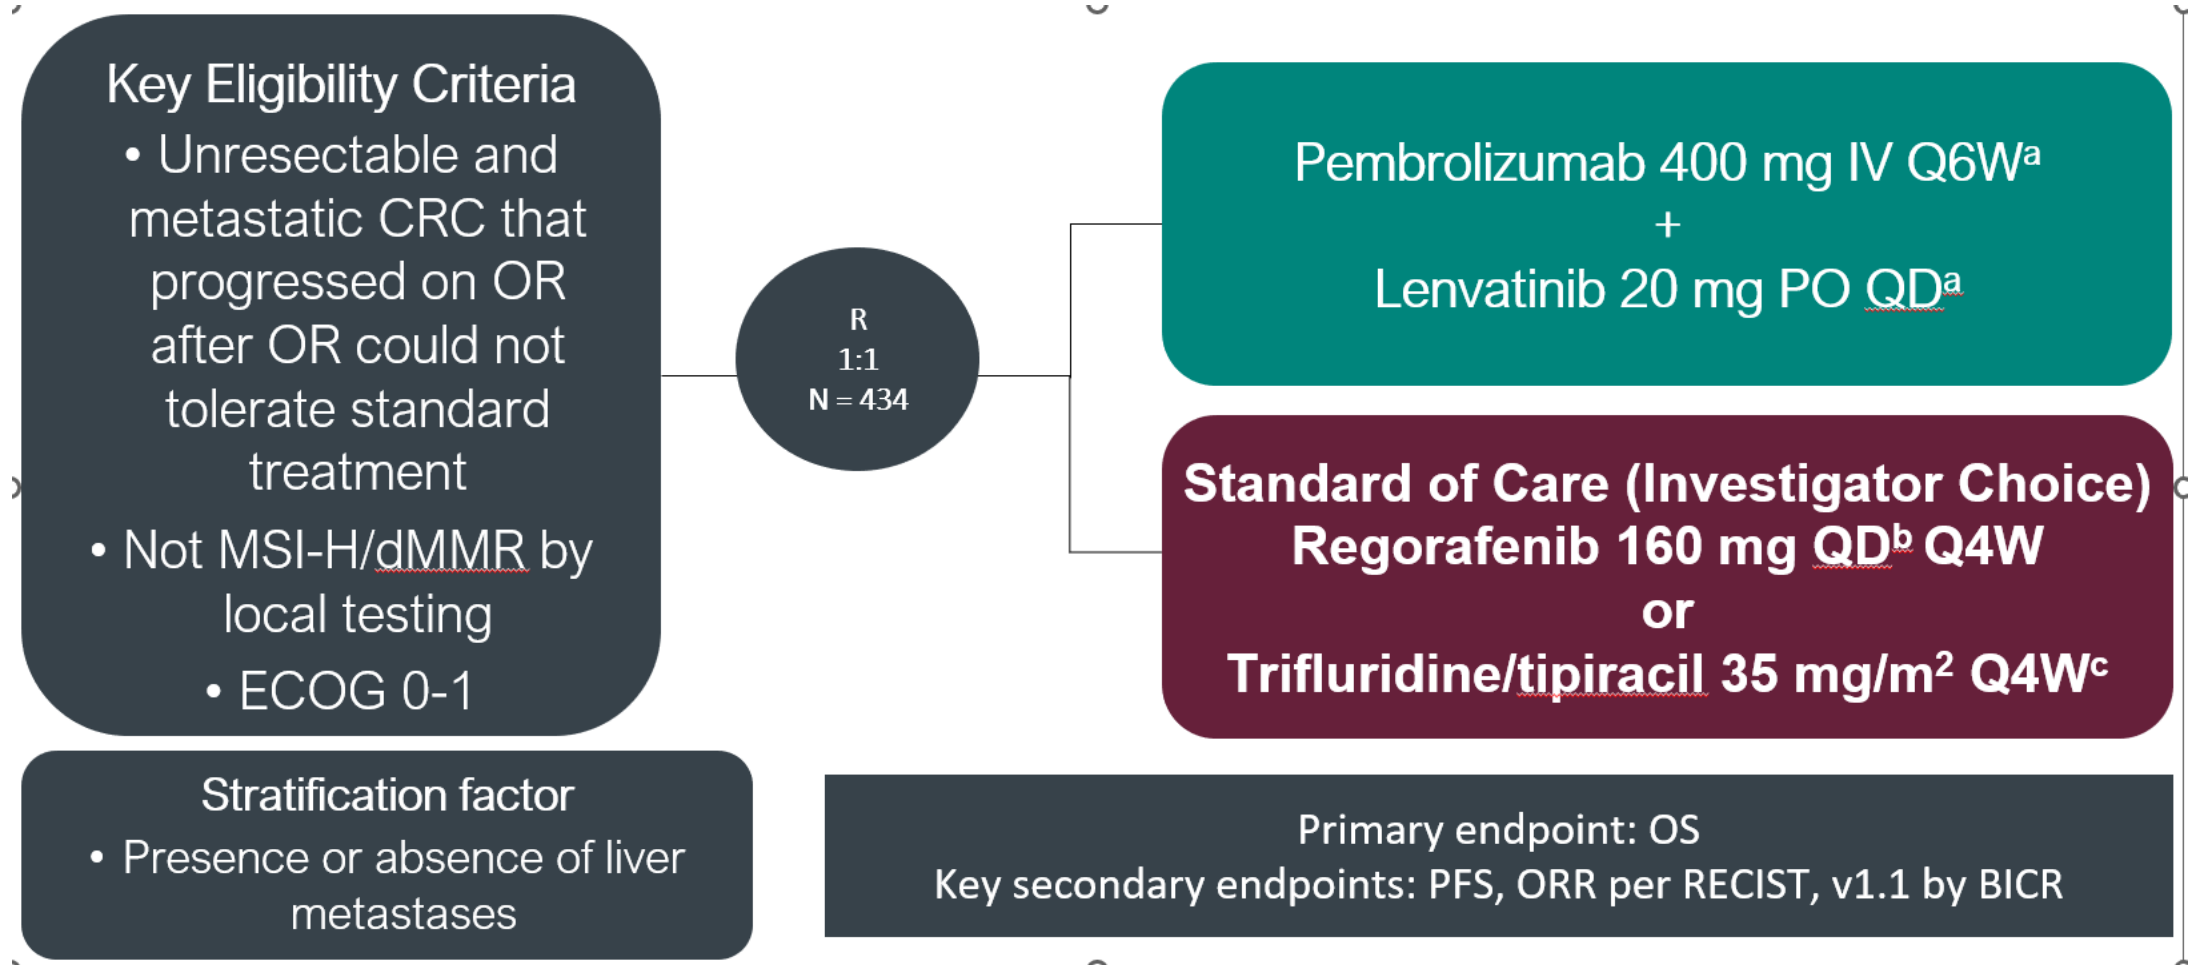 Key Eligibility Criteria
• Unresectable and
metastatic CRC that
progressed on OR
after OR could not
tolerate standard
treatment
• Not MSI-H/dMMR by
local testing
• ECOG 0-1
Stratification factor
• Presence or absence of liver
metastases
R
1:1
N = 434
Pembrolizumab 400 mg IV Q6Wᵃ
+
Lenvatinib 20 mg PO QDᵃ
Standard of Care (Investigator Choice)
Regorafenib 160 mg QDᵇ Q4W
or
Trifluridine/tipiracil 35 mg/m² Q4Wᶜ
Primary endpoint: OS
Key secondary endpoints: PFS, ORR per RECIST, v1.1 by BICR